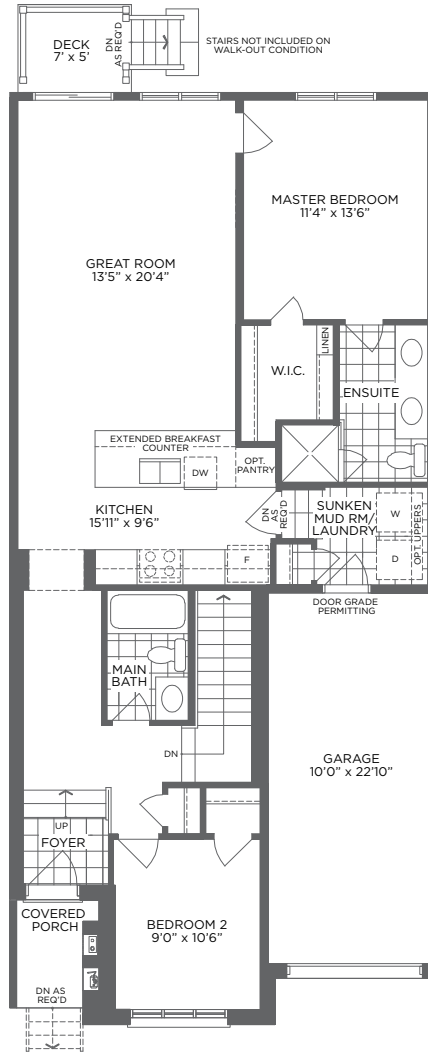 DECK
7' x 5'
DN
AS REQ'D
STAIRS NOT INCLUDED ON
WALK-OUT CONDITION
MASTER BEDROOM
11'4" x 13'6"
GREAT ROOM
13'5" x 20'4"
LINEN
W.I.C.
ENSUITE
EXTENDED BREAKFAST
COUNTER
DW
OPT.
PANTRY
KITCHEN
15'11" x 9'6"
DN
AS
REQ'D
SUNKEN
MUD RM/
LAUNDRY
W
D
OPT. UPPERS
F
DOOR GRADE
PERMITTING
MAIN
BATH
DN
GARAGE
10'0" x 22'10"
UP
FOYER
COVERED
PORCH
BEDROOM 2
9'0" x 10'6"
DN AS
REQ'D